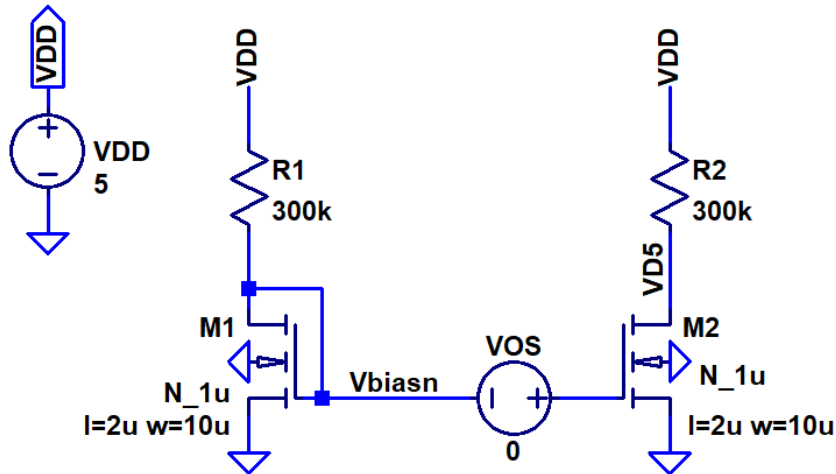 VDD
VDD
5
VDD
R1
300k
M1
N_1u
l=2u w=10u
Vbiasn
VOS
0
VDD
R2
300k
VD5
M2
N_1u
l=2u w=10u